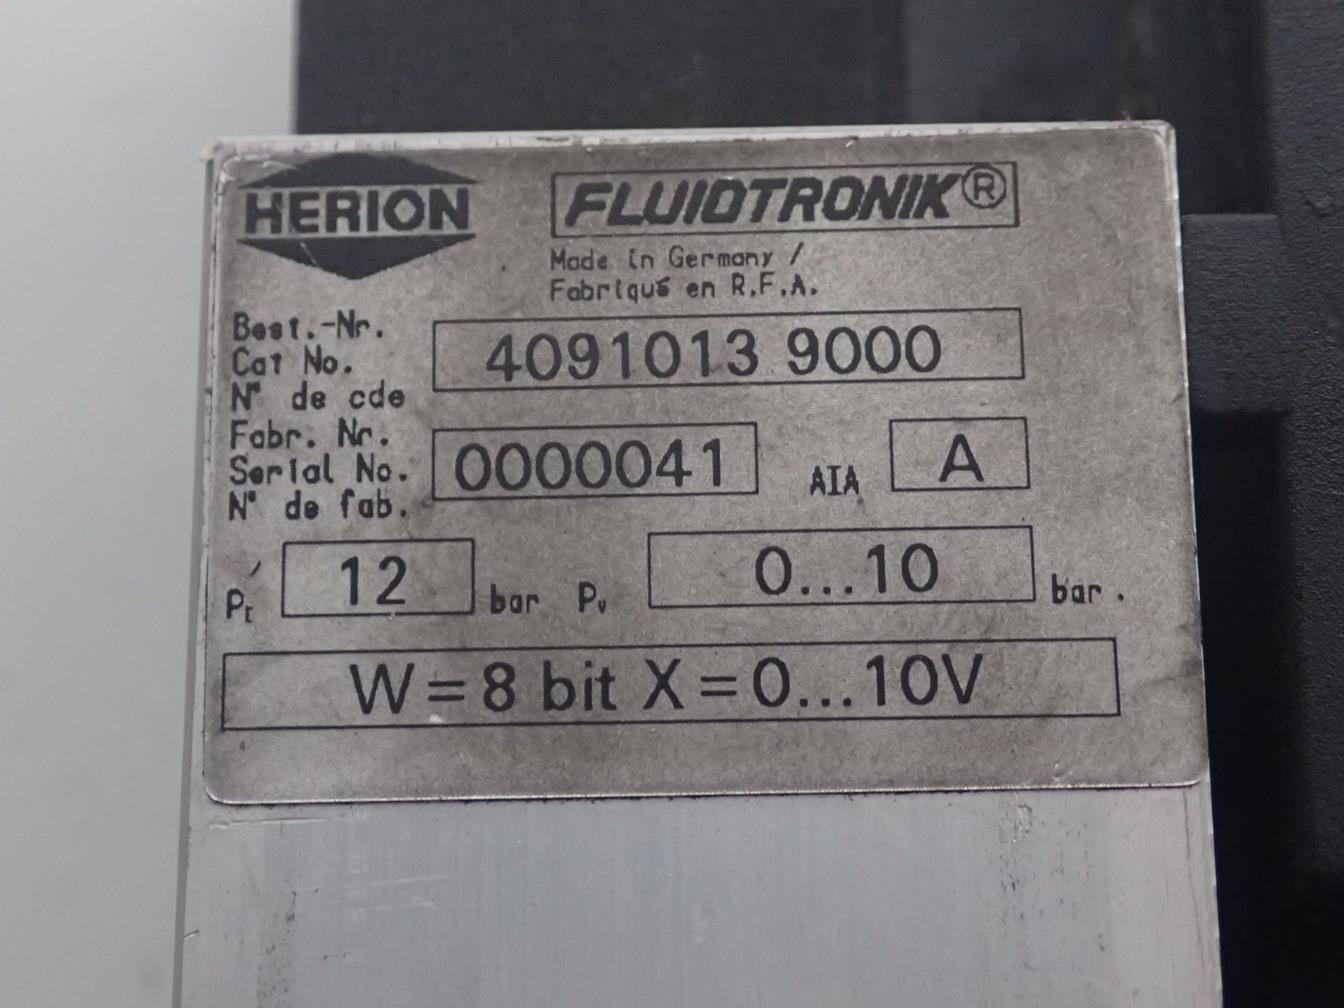 HERION
FLUIDTRONIK®
Made in Germany /
Fabriqué en R.F.A.
Best.-Nr.
Cat No.
N° de cde
4091013 9000
Fabr. Nr.
Serial No.
N° de fab.
0000041
AIA A
12 bar Pv 0...10 bar.
W=8 bit X=0...10V